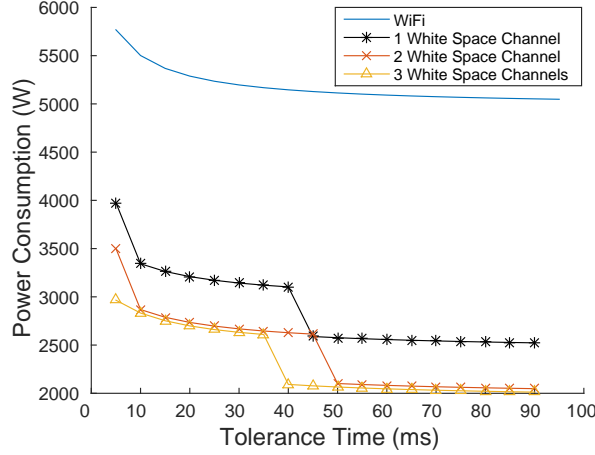 6000
5500
5000
4500
4000
3500
3000
2500
2000
Power Consumption (W)
WiFi
1 White Space Channel
2 White Space Channel
3 White Space Channels
0 10 20 30 40 50 60 70 80 90 100
Tolerance Time (ms)